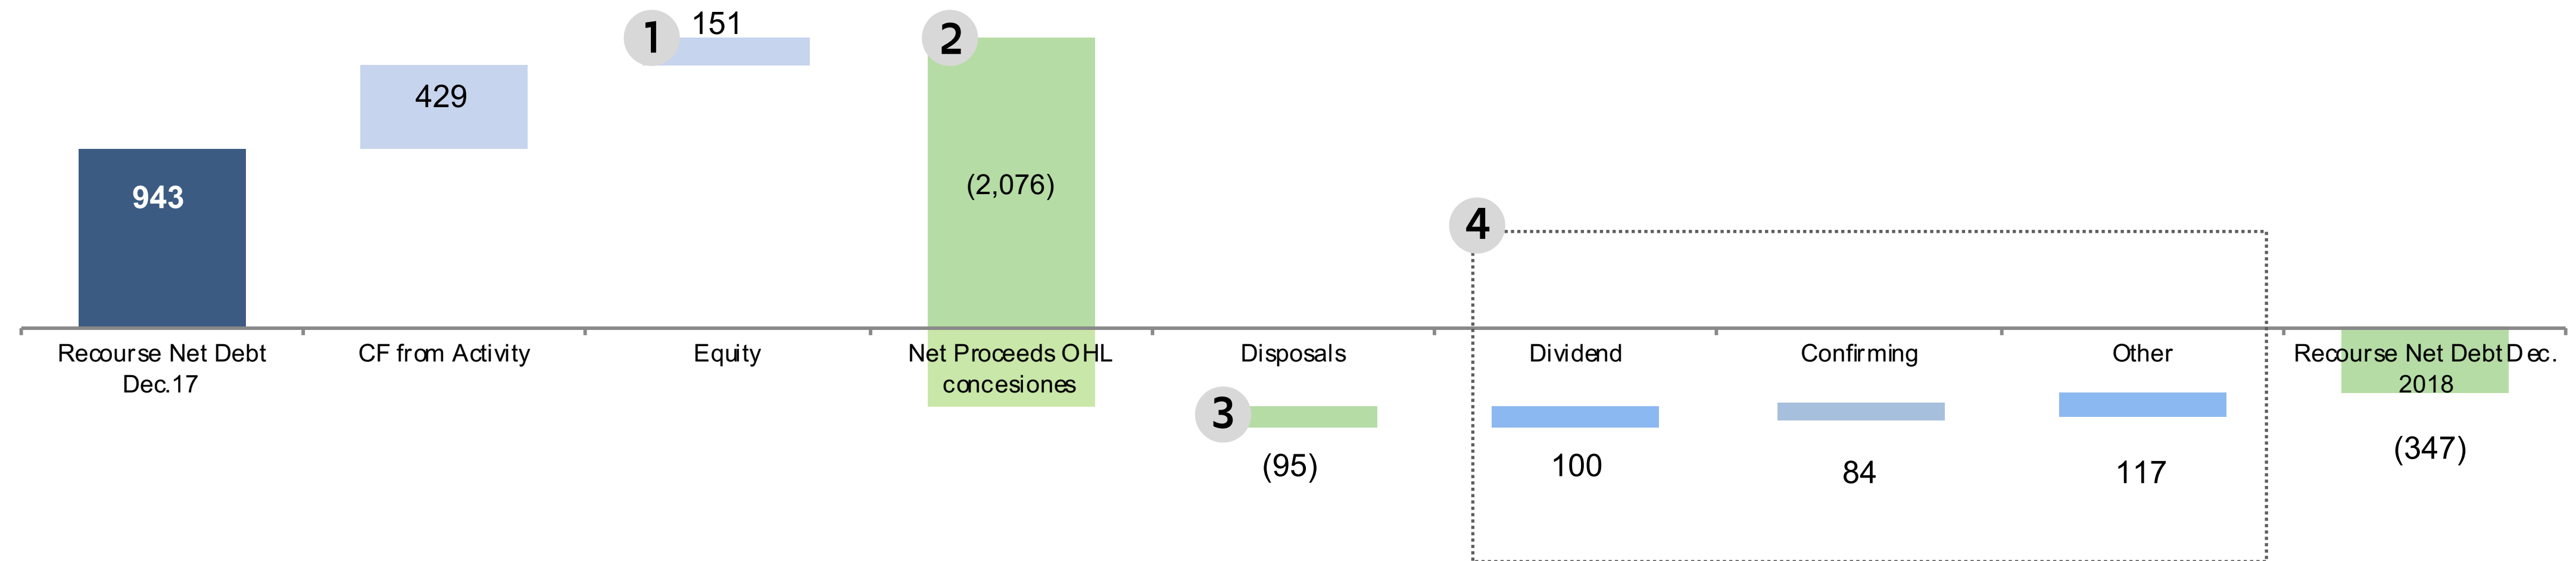 1
151
2
429
943
(2,076)
4
Recourse Net Debt
Dec.17
CF from Activity
Equity
Net Proceeds OHL
concesiones
Disposals
Dividend
Confirming
Other
Recourse Net Debt Dec.
2018
3
(95)
100
84
117
(347)